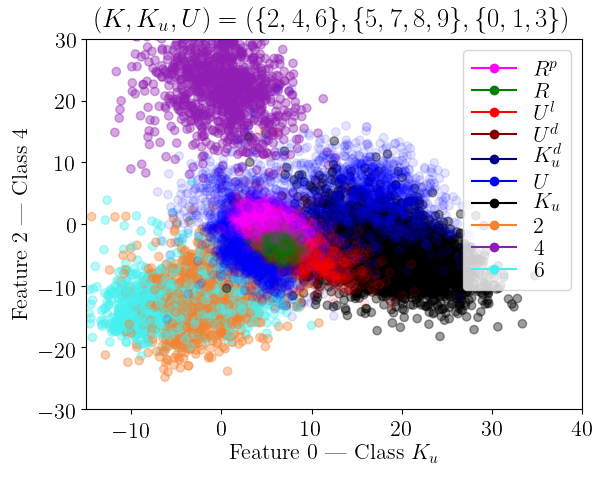 (K, K_u, U) = ({2, 4, 6}, {5, 7, 8, 9}, {0, 1, 3})
30
20
10
0
−10
−20
−30
Feature 2 — Class 4
R^p
R
U^l
U^d
K_u^d
U
K_u
2
4
6
−10 0 10 20 30 40
Feature 0 — Class K_u